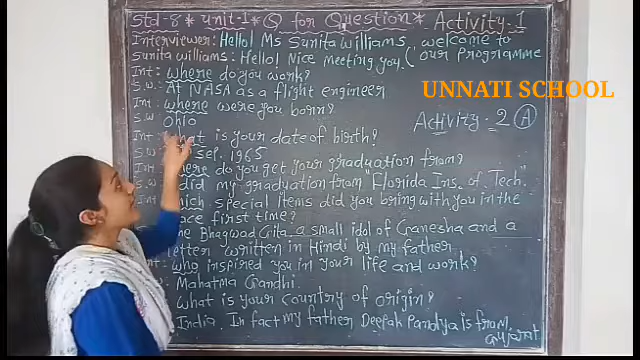 Std-8* Unit-1* Q for Question* Activity-1
Interviewer: Hello! Ms Sunita Williams welcome to our Programme
Sunita Williams: Hello! Nice Meeting you.
UNNATI SCHOOL
Int: where do you work?
S.W: At NASA as a flight engineer
Int: where were you born?
Activity-2 A
S.W Ohio
Int: what is your date of birth?
S.W: sep. 1965
Int: where do you get your graduation from?
S.W did my graduation from "Florida Ins. of Tech.
Int which special items did you bring with you in the
first time?
Bhagwad Gita a small idol of Ganesha and a
letter written in Hindi by my father
Int: who inspired you in your life and work?
Mahatma Gandhi.
What is your country of origin?
India. In fact my father Deepak Pandya is from Gujarat